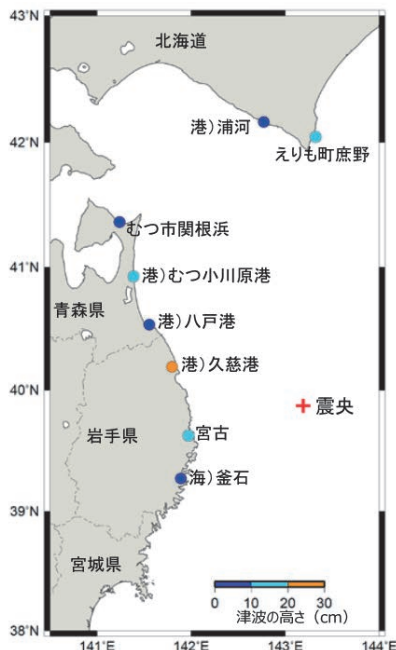 43°N
北海道
港）浦河
42°N
えりも町庶野
むつ市関根浜
41°N
港）むつ小川原港
青森県
港）八戸港
港）久慈港
40°N
震央
岩手県
宮古
海）釜石
39°N
宮城県
0 10 20 30
津波の高さ（cm）
38°N
141°E 142°E 143°E 144°E